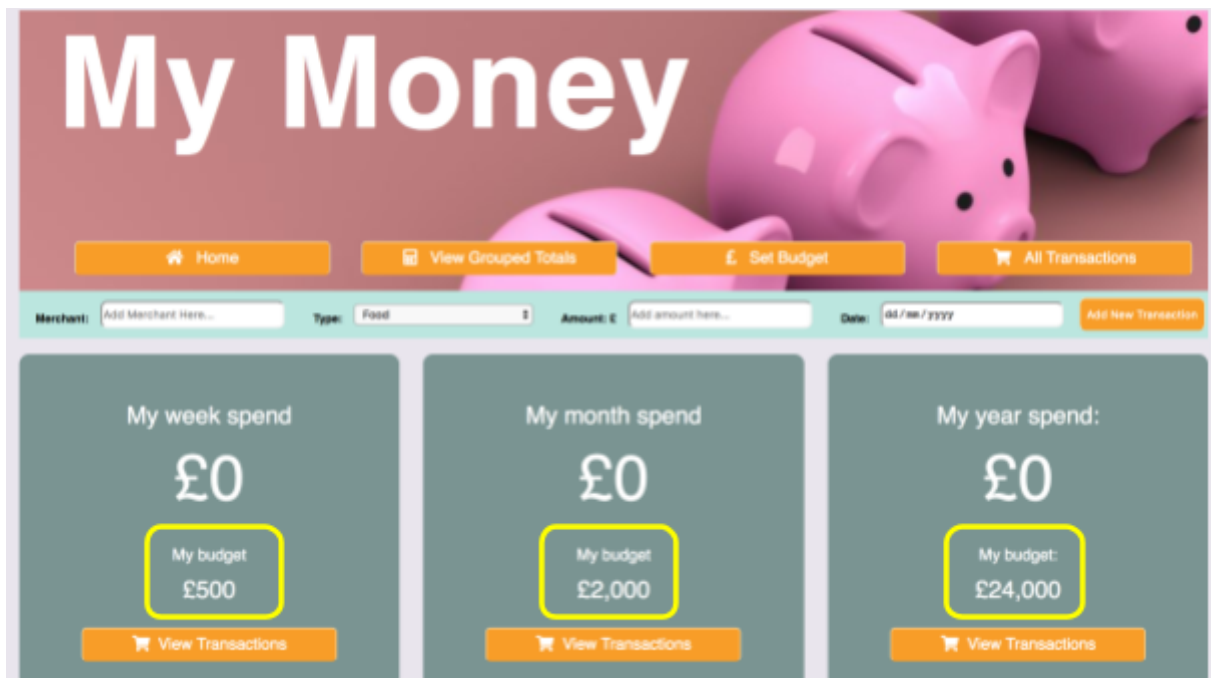 My Money
Home View Grouped Totals £ Set Budget All Transactions
Merchant: Add Merchant Here... Type: Food Amount: £ Add amount here... Date: dd/mm/yyyy Add New Transaction
My week spend My month spend My year spend:
£0 £0 £0
My budget My budget My budget:
£500 £2,000 £24,000
View Transactions View Transactions View Transactions